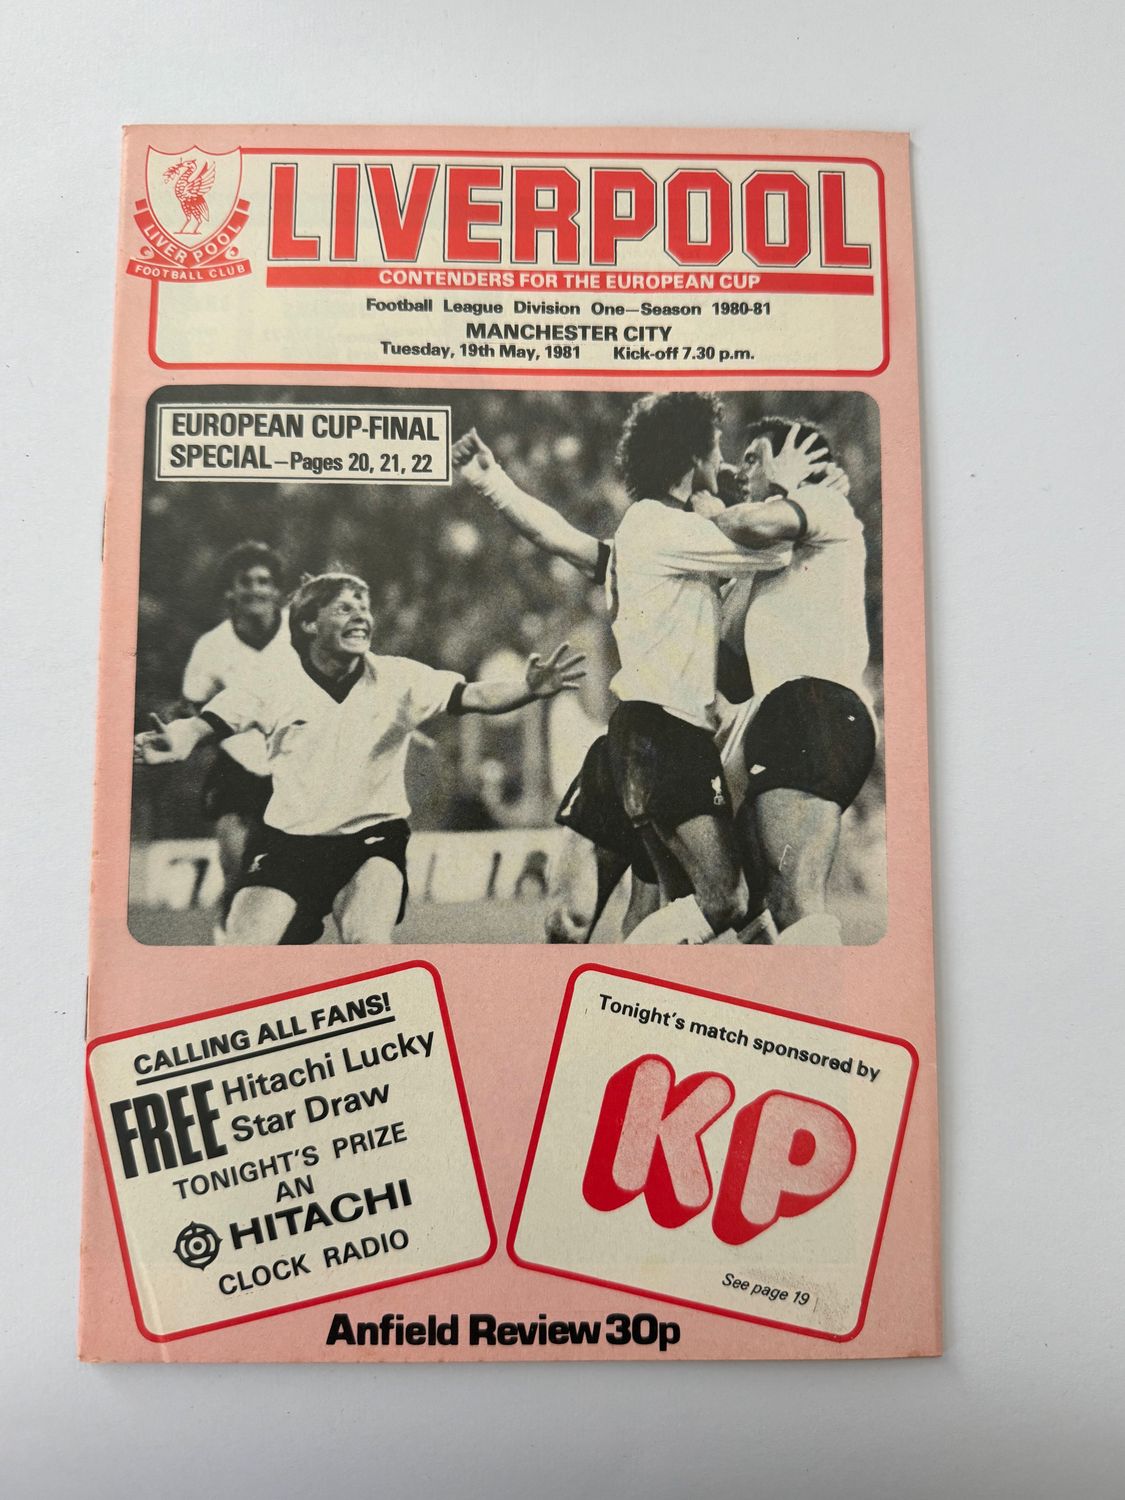 LIVERPOOL
FOOTBALL CLUB
LIVERPOOL
CONTENDERS FOR THE EUROPEAN CUP
Football League Division One—Season 1980-81
MANCHESTER CITY
Tuesday, 19th May, 1981 Kick-off 7.30 p.m.
EUROPEAN CUP-FINAL
SPECIAL—Pages 20, 21, 22
CALLING ALL FANS!
FREE Hitachi Lucky
Star Draw
TONIGHT'S PRIZE
AN
HITACHI
CLOCK RADIO
Tonight's match sponsored by
KP
See page 19
Anfield Review 30p